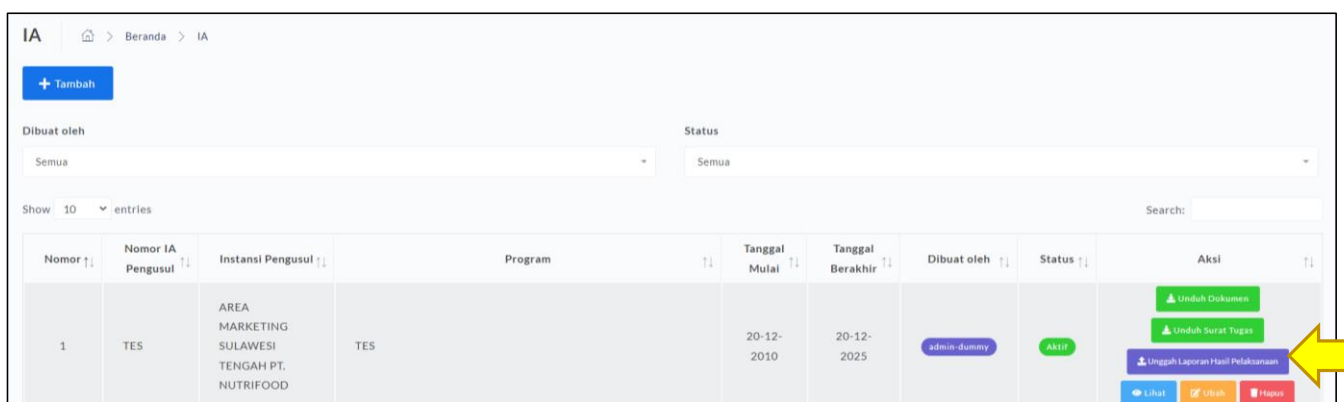 IA
Beranda > IA
+ Tambah
Dibuat oleh
Status
Semua
Semua
Show 10 entries
Search:
Nomor
Nomor IA
Pengusul
Instansi Pengusul
Program
Tanggal
Mulai
Tanggal
Berakhir
Dibuat oleh
Status
Aksi
1
TES
AREA
MARKETING
SULAWESI
TENGAH PT.
NUTRIFOOD
TES
20-12-
2010
20-12-
2025
admin-dummy
Aktif
Unduh Dokumen
Unduh Surat Tugas
Unggah Laporan Hasil Pelaksanaan
Lihat
Ubah
Hapus